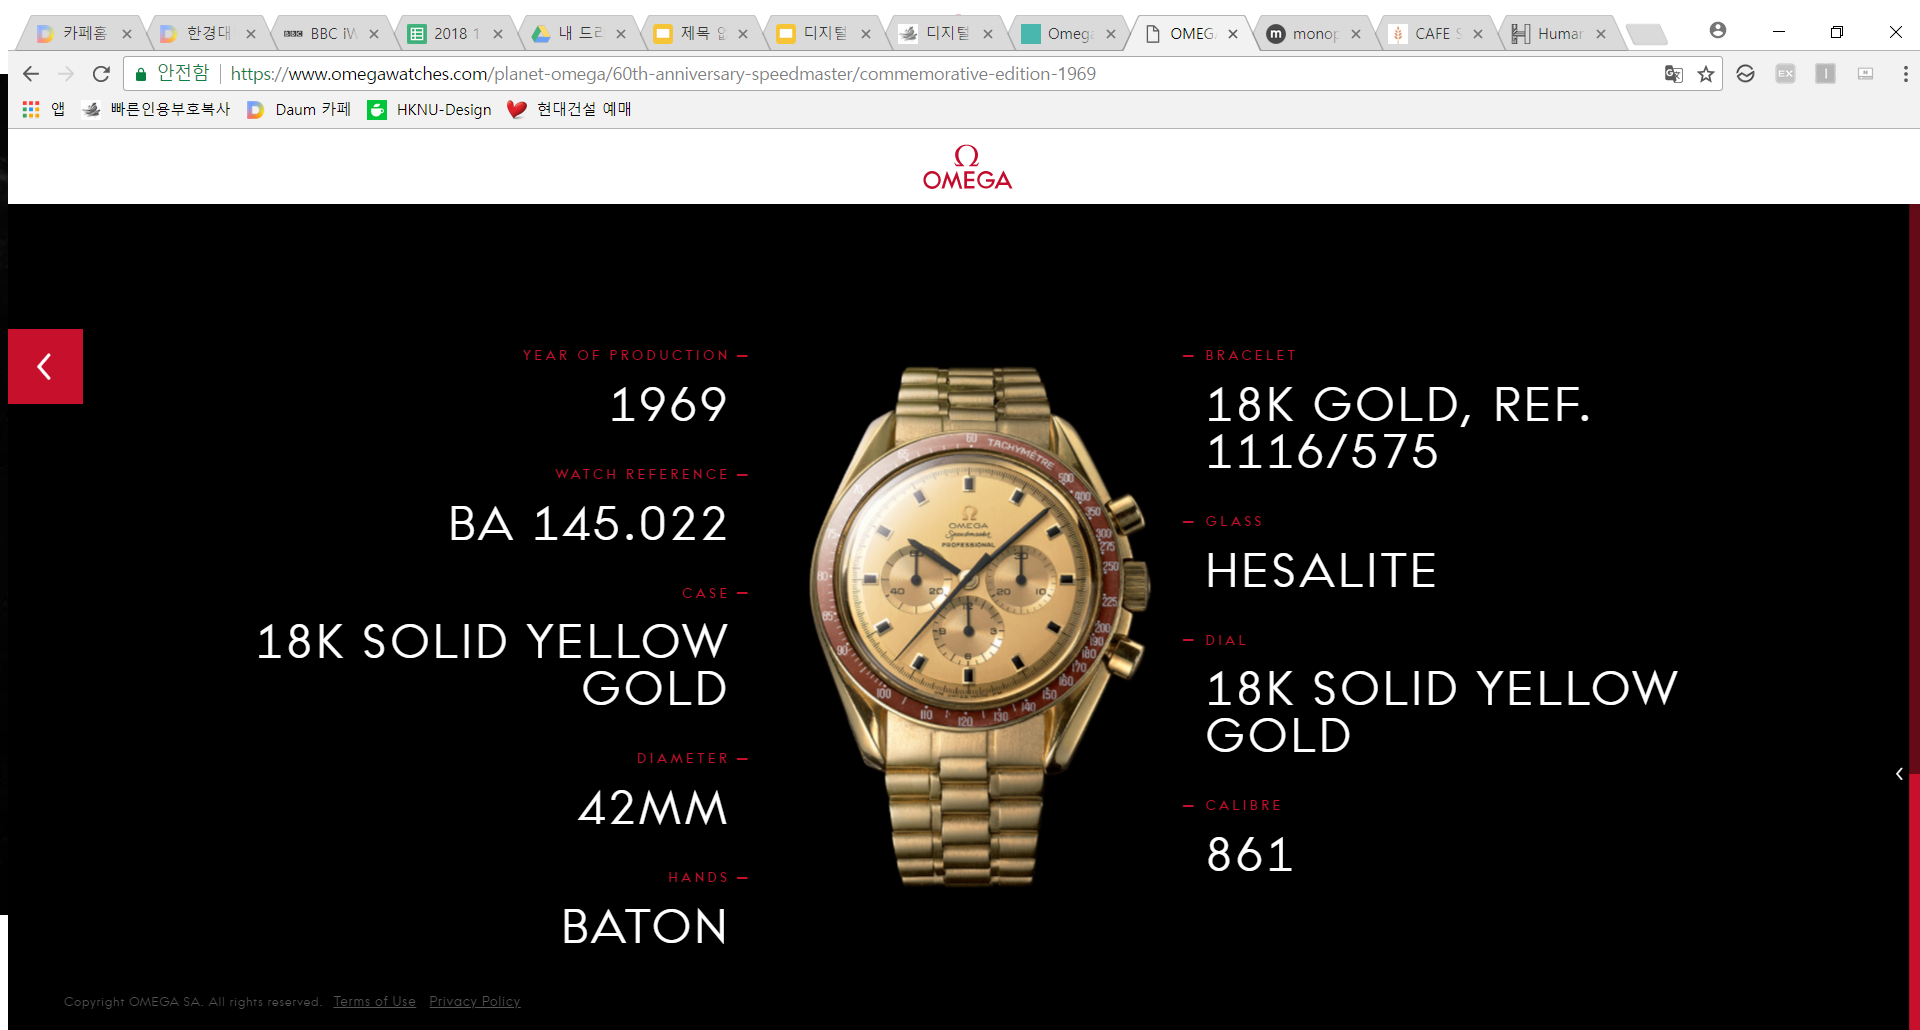 카페홈
한경대
BBC iW
2018 1
내 드라
제목 없
디지털
디지털
Omega
OMEGA
monop
CAFE S
Human
안전함
https://www.omegawatches.com/planet-omega/60th-anniversary-speedmaster/commemorative-edition-1969
앱
빠른인용부호복사
Daum 카페
HKNU-Design
현대건설 예매
Ω
OMEGA
YEAR OF PRODUCTION
1969
WATCH REFERENCE
BA 145.022
CASE
18K SOLID YELLOW
GOLD
DIAMETER
42MM
HANDS
BATON
TACHYMÈTRE
OMEGA
Speedmaster
PROFESSIONAL
BRACELET
18K GOLD, REF.
1116/575
GLASS
HESALITE
DIAL
18K SOLID YELLOW
GOLD
CALIBRE
861
Copyright OMEGA SA. All rights reserved. Terms of Use Privacy Policy